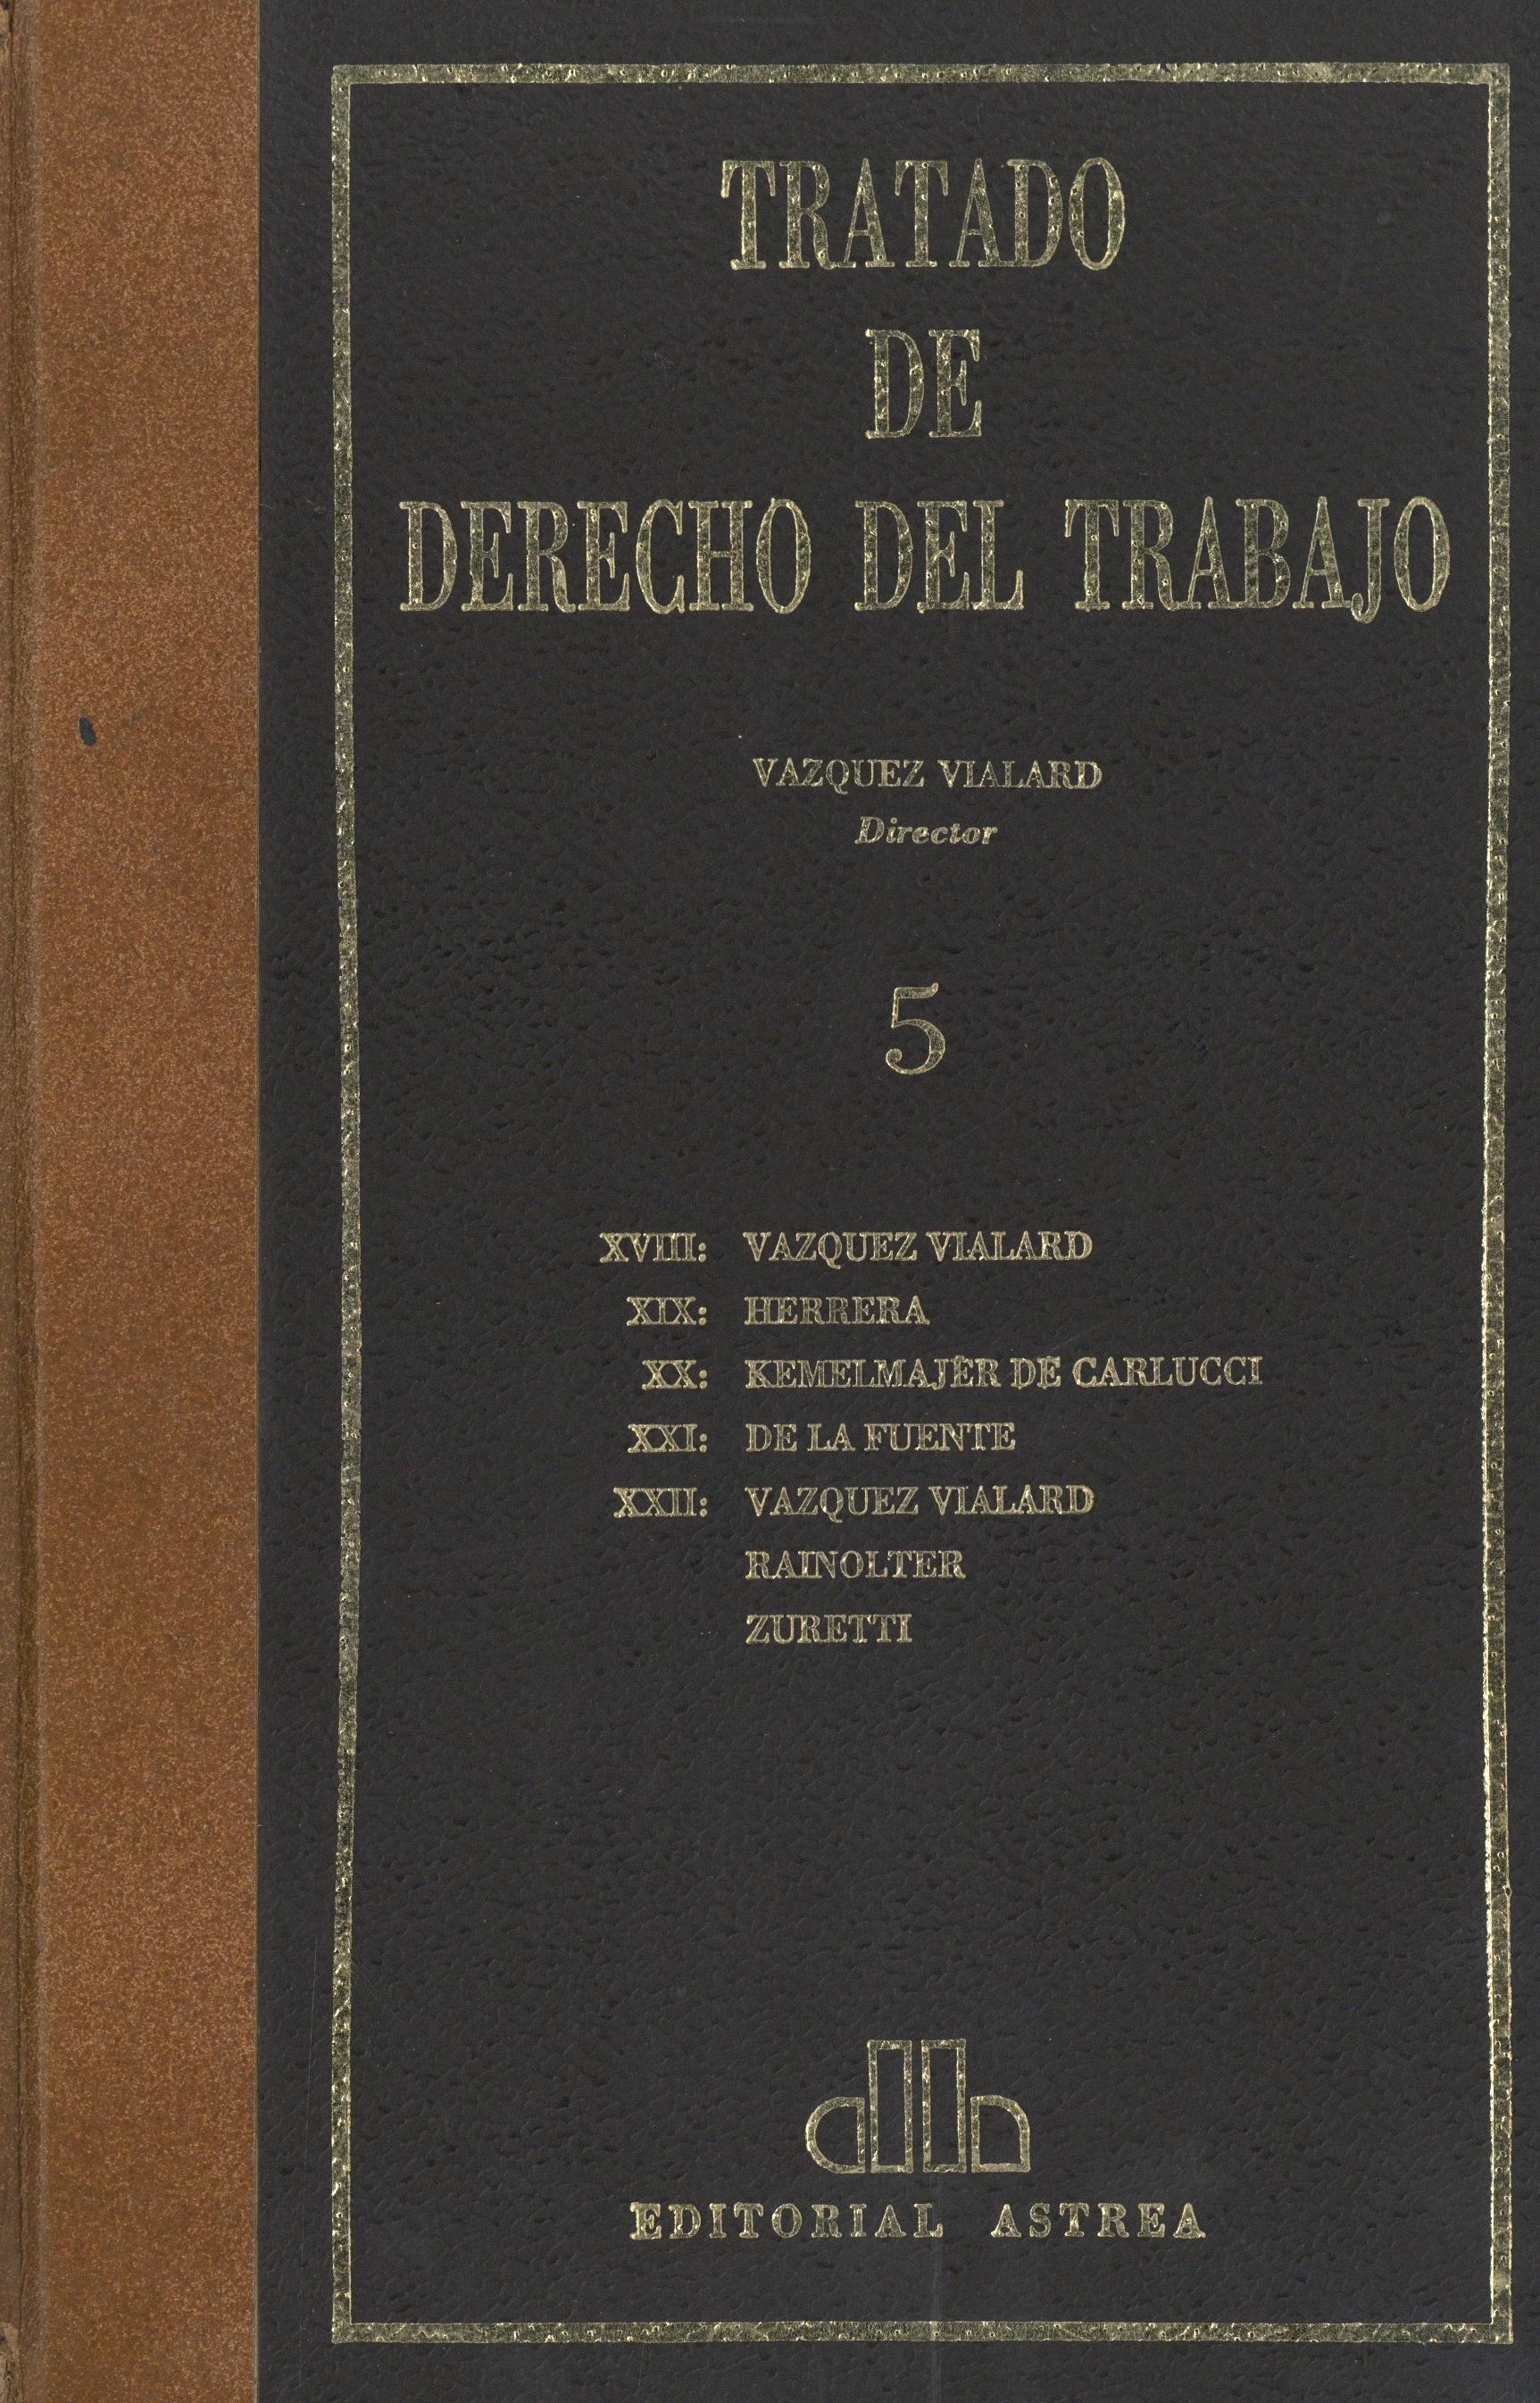 TRATADO
DE
DERECHO DEL TRABAJO
VAZQUEZ VIALARD
Director
5
XVIII: VAZQUEZ VIALARD
XIX: HERRERA
XX: KEMELMAJER DE CARLUCCI
XXI: DE LA FUENTE
XXII: VAZQUEZ VIALARD
RAINOLTER
ZURETTI
EDITORIAL ASTREA